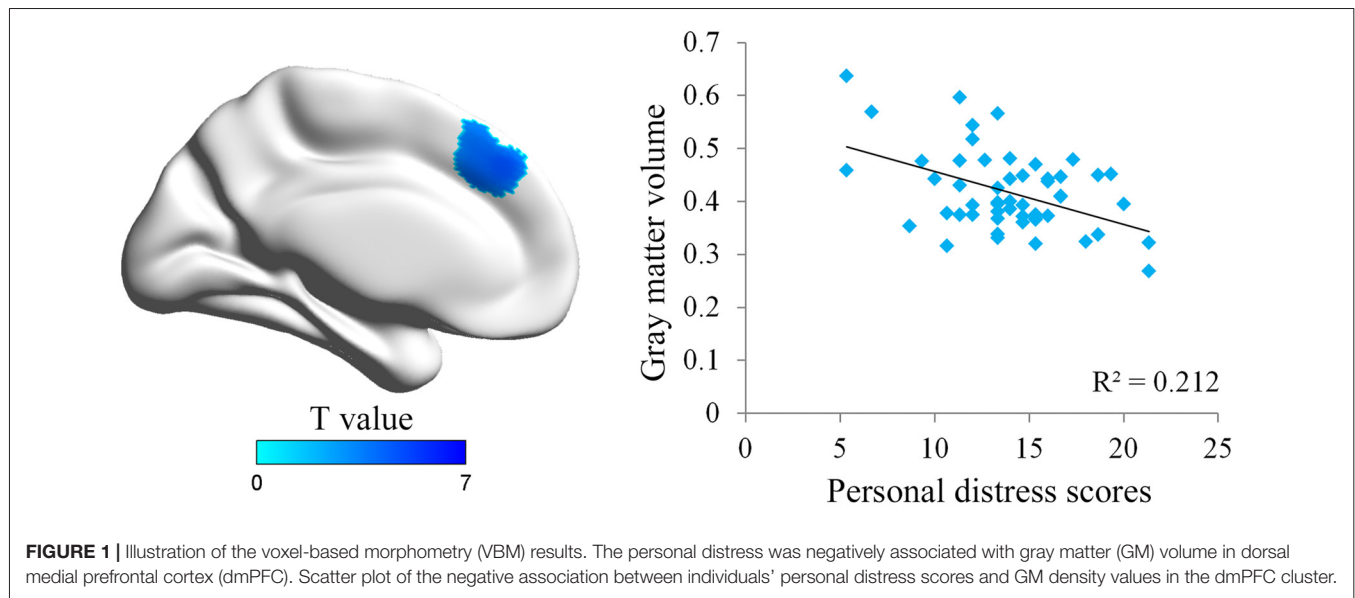 T value
0 7
Gray matter volume
0.7
0.6
0.5
0.4
0.3
0.2
0.1
0
R² = 0.212
0 5 10 15 20 25
Personal distress scores
FIGURE 1 | Illustration of the voxel-based morphometry (VBM) results. The personal distress was negatively associated with gray matter (GM) volume in dorsal
medial prefrontal cortex (dmPFC). Scatter plot of the negative association between individuals’ personal distress scores and GM density values in the dmPFC cluster.